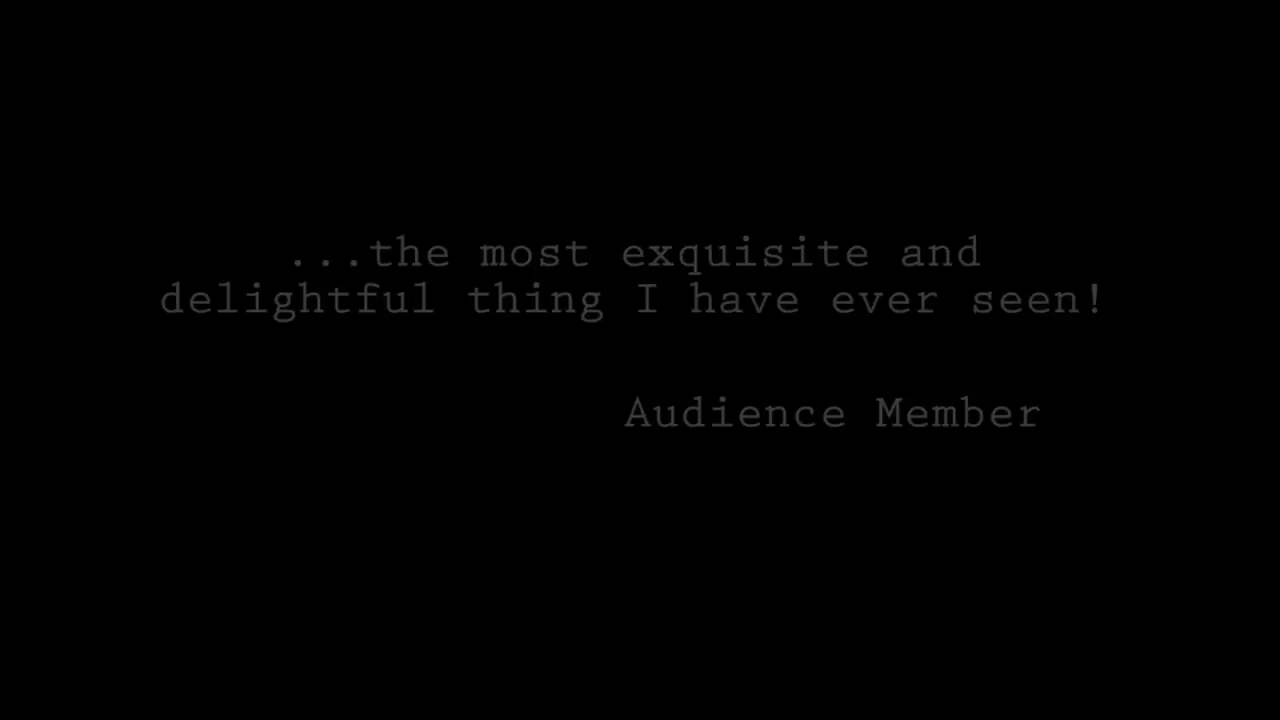 ...the most exquisite and
delightful thing I have ever seen!
Audience Member